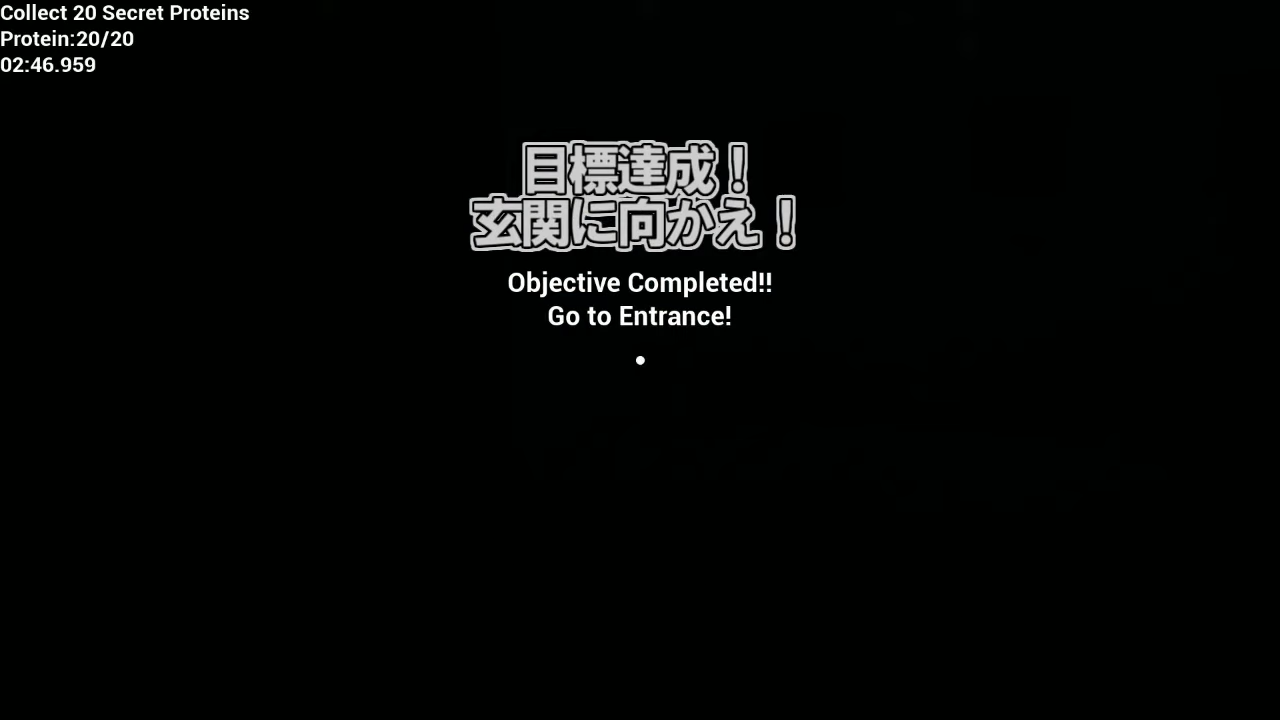 Collect 20 Secret Proteins
Protein:20/20
02:46.959
目標達成！
玄関に向かえ！
Objective Completed!!
Go to Entrance!